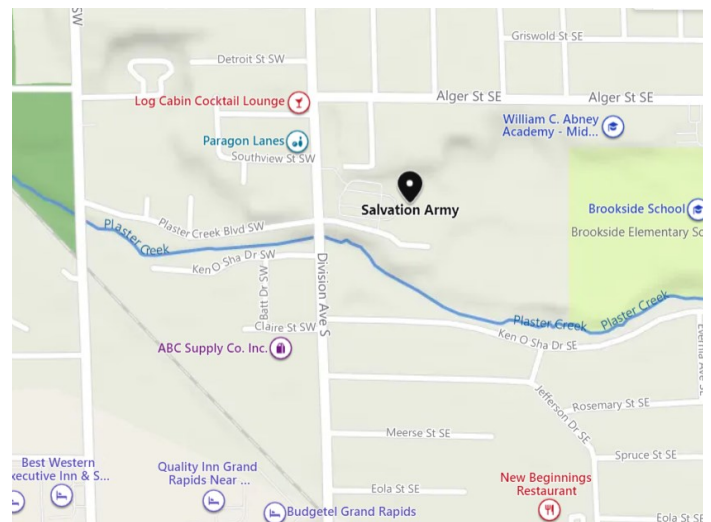 SW
Griswold St SE
Detroit St SW
Log Cabin Cocktail Lounge
Alger St SE
Alger St SE
William C. Abney
Academy - Mid...
Paragon Lanes
Southview St SW
Salvation Army
Brookside School
Brookside Elementary Sc
Plaster Creek Blvd SW
Plaster Creek
Ken O Sha Dr SW
Batt Dr SW
Division Ave S
Claire St SW
Plaster Creek
Plaster Creek
Ken O Sha Dr SE
ABC Supply Co. Inc.
Jefferson Dr SE
Rosemary St SE
Meerse St SE
Spruce St SE
Best Western
xecutive Inn & S...
Quality Inn Grand
Rapids Near ...
New Beginnings
Restaurant
Eola St SE
Budgetel Grand Rapids
Eola St SE